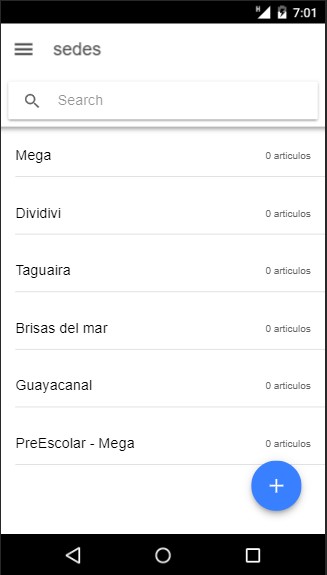 H 7:01
sedes
Search
Mega 0 articulos
Dividivi 0 articulos
Taguaira 0 articulos
Brisas del mar 0 articulos
Guayacanal 0 articulos
PreEscolar - Mega 0 articulos
+